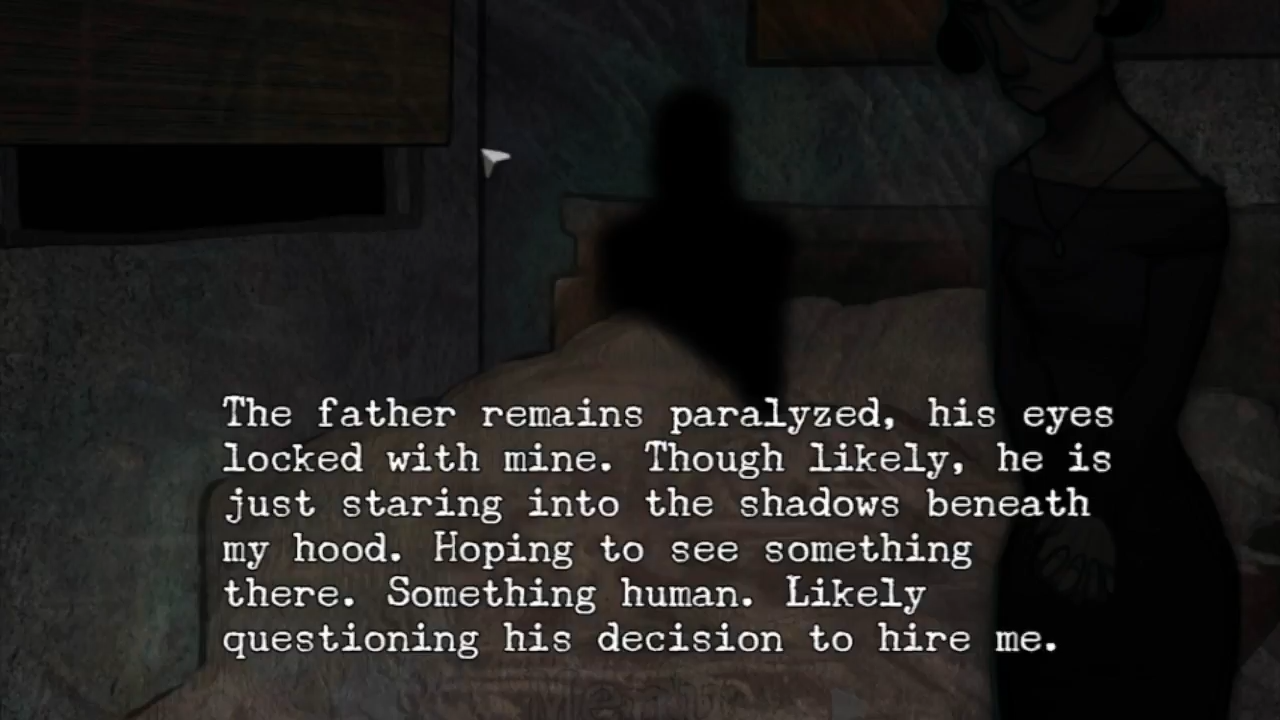 The father remains paralyzed, his eyes
locked with mine. Though likely, he is
just staring into the shadows beneath
my hood. Hoping to see something
there. Something human. Likely
questioning his decision to hire me.
Menu